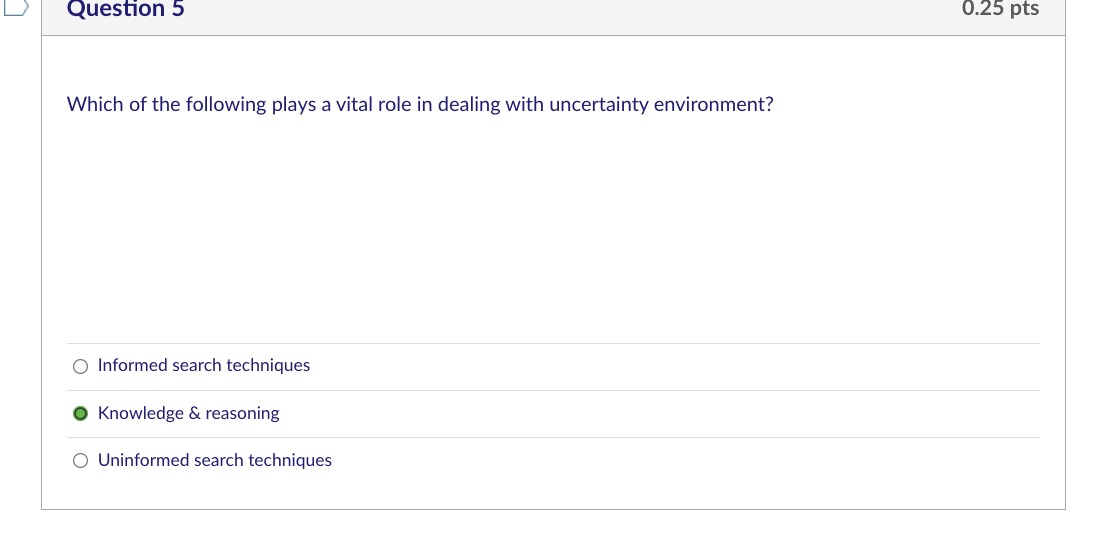 Question 5
0.25 pts
Which of the following plays a vital role in dealing with uncertainty environment?
Informed search techniques
Knowledge & reasoning
Uninformed search techniques